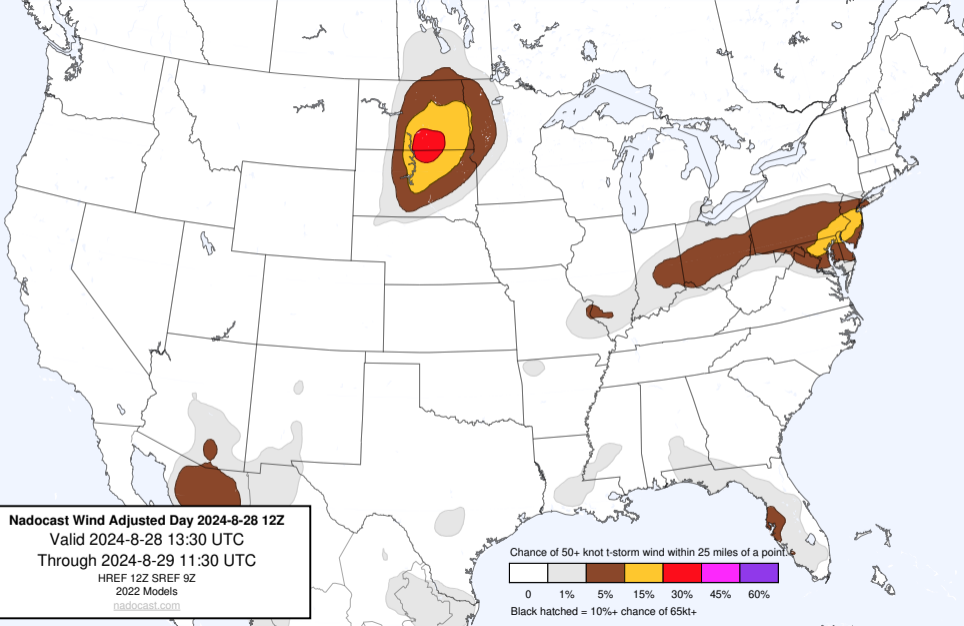 Nadocast Wind Adjusted Day 2024-8-28 12Z
Valid 2024-8-28 13:30 UTC
Through 2024-8-29 11:30 UTC
HREF 12Z SREF 9Z
2022 Models
nadocast.com
Chance of 50+ knot t-storm wind within 25 miles of a point.
0 1% 5% 15% 30% 45% 60%
Black hatched = 10%+ chance of 65kt+